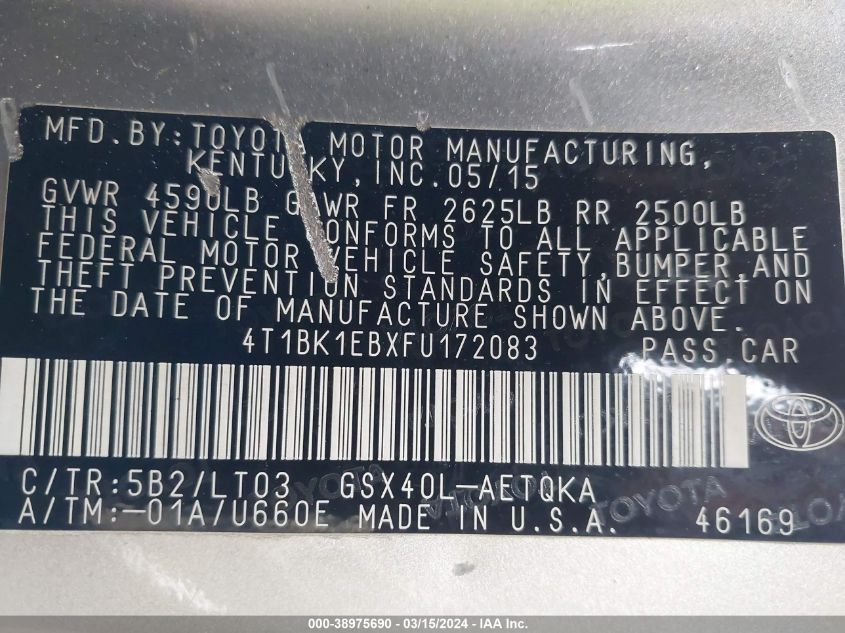 MFD.BY:TOYOTA MOTOR MANUFACTURING,
KENTUCKY,INC.05/15
GVWR 4590LB GAWR FR 2625LB RR 2500LB
THIS VEHICLE CONFORMS TO ALL APPLICABLE
FEDERAL MOTOR VEHICLE SAFETY,BUMPER,AND
THEFT PREVENTION STANDARDS IN EFFECT ON
THE DATE OF MANUFACTURE SHOWN ABOVE.
4T1BK1EBXFU172083 PASS.CAR
C/TR:5B2/LT03 GSX40L-AETQKA
A/TM:-01A/U660E MADE IN U.S.A. 46169
TOYOTA
000-38975690 - 03/15/2024 - IAA Inc.